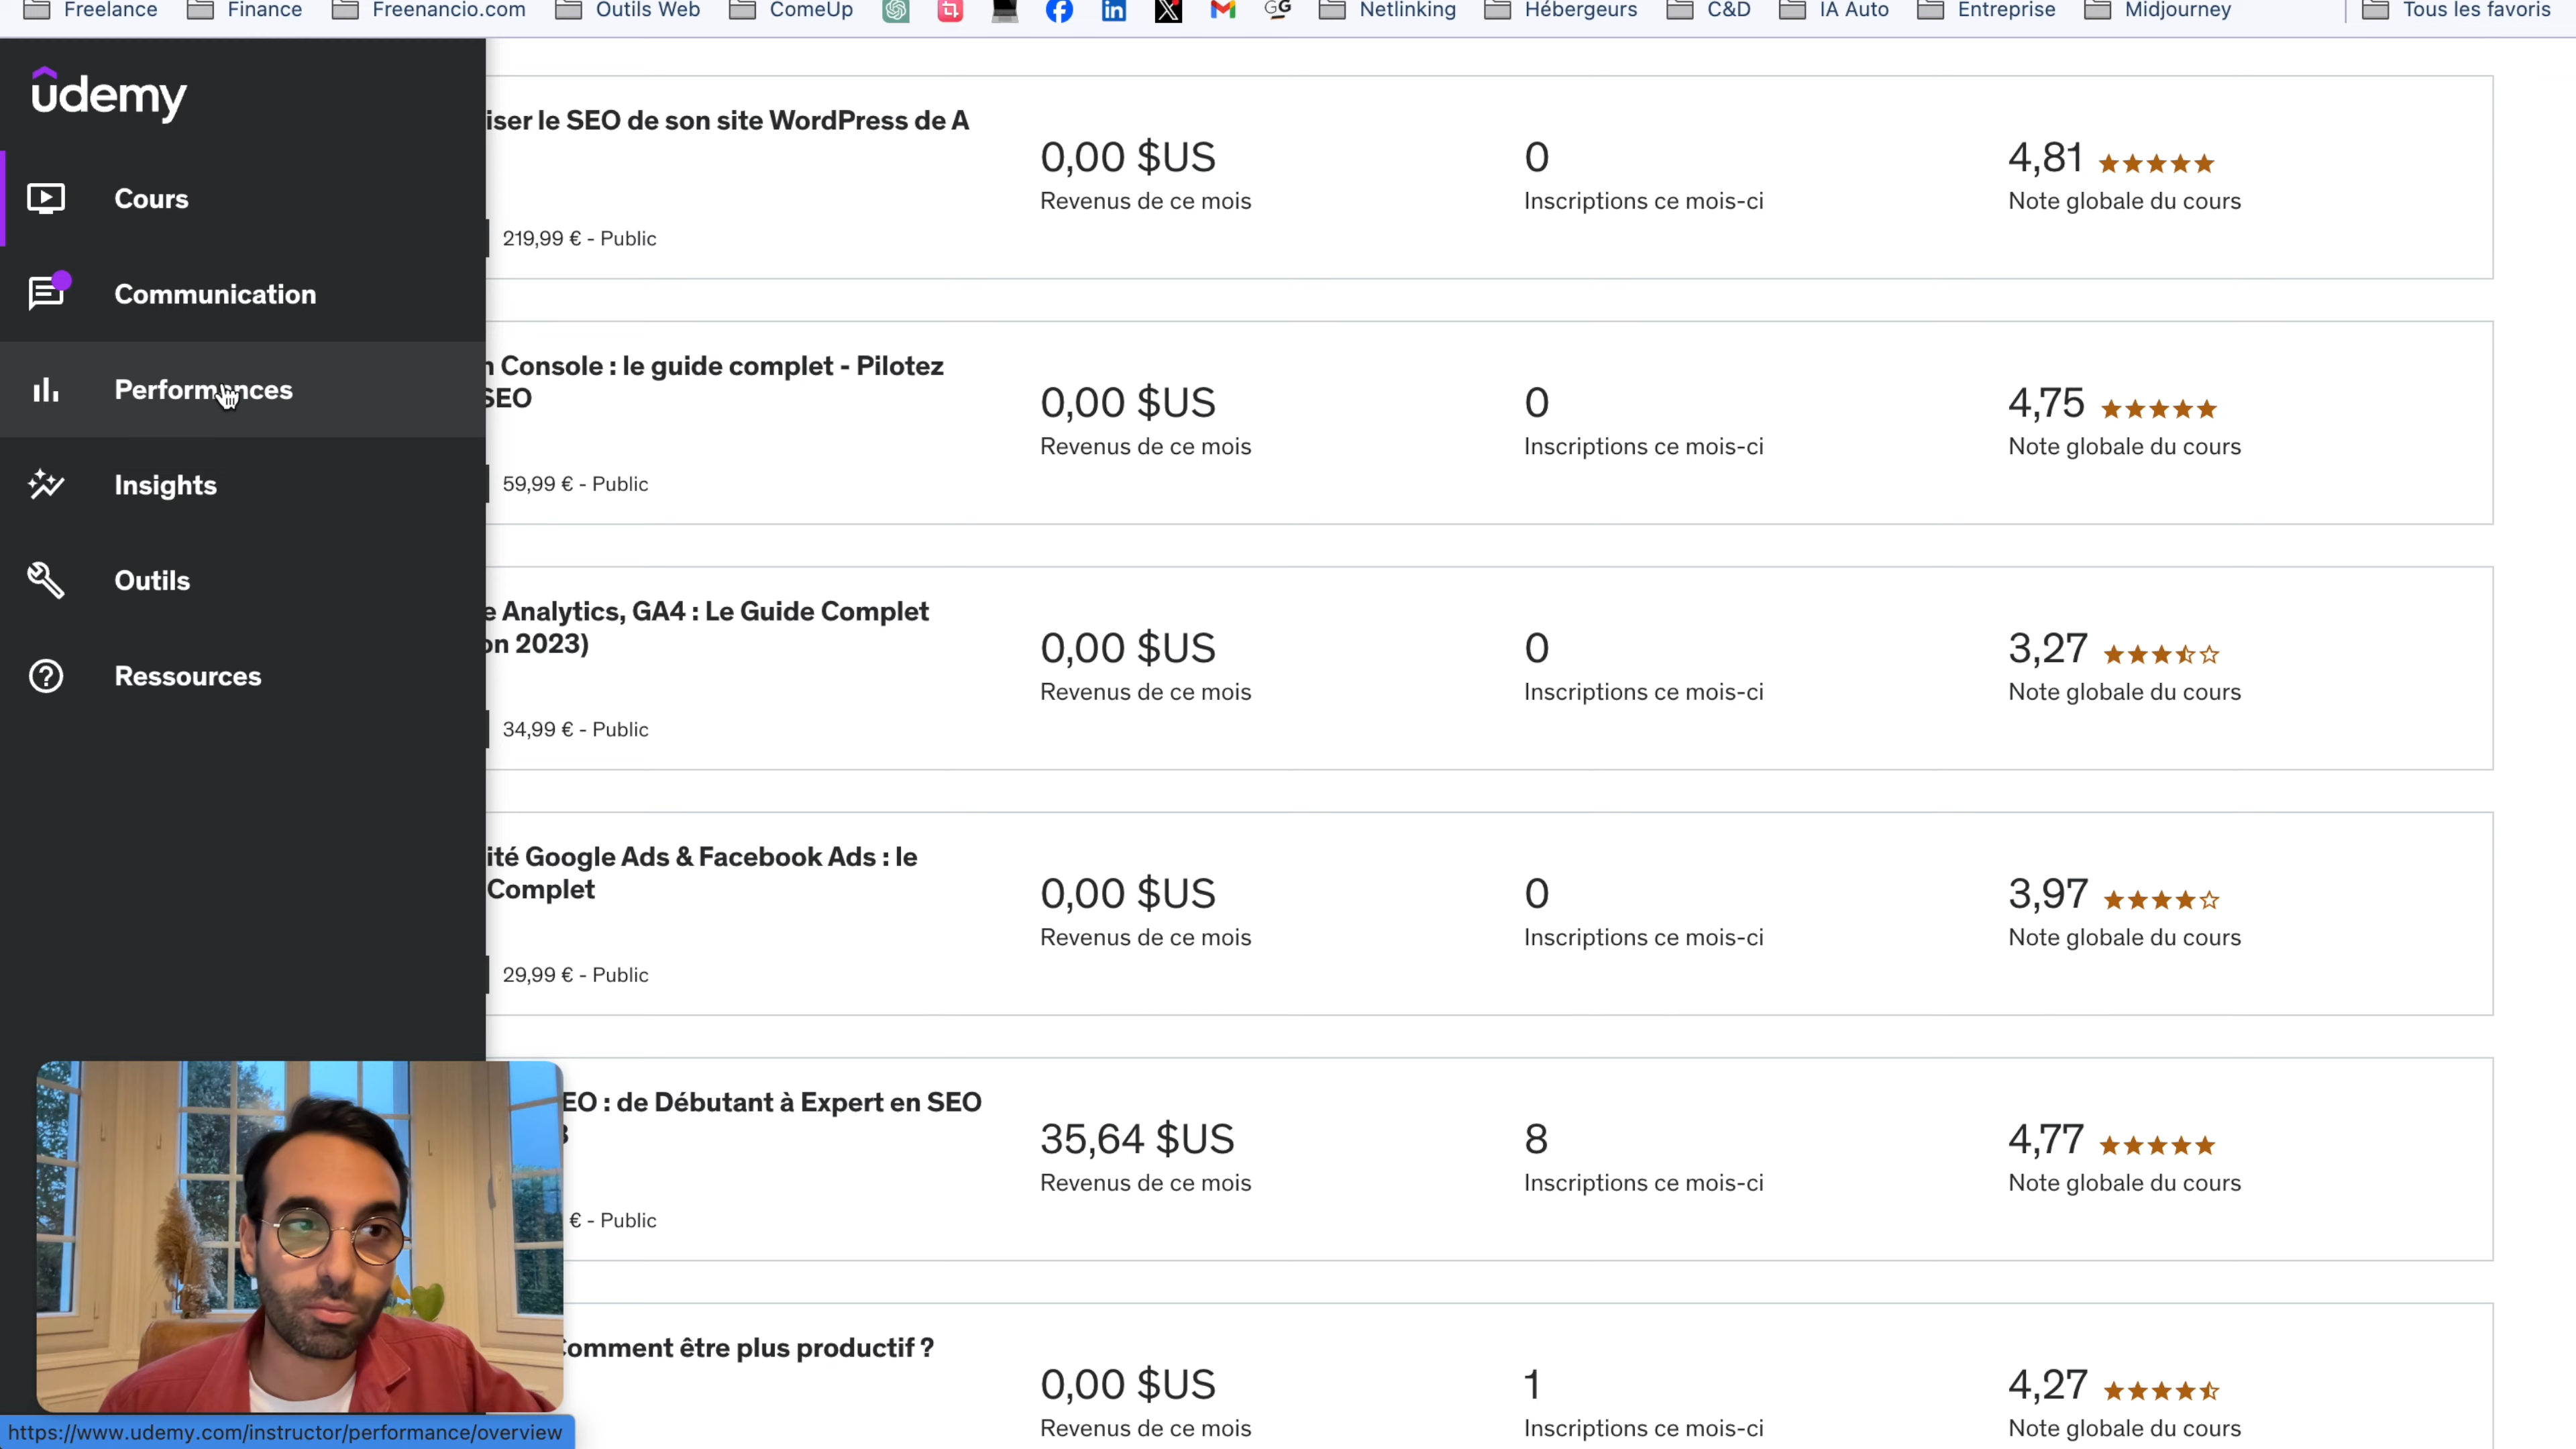 Freelance Finance Freenancio.com Outils Web ComeUp Netlinking Hébergeurs C&D IA Auto Entreprise Midjourney Tous les favoris
udemy
Cours
Communication
Performances
Insights
Outils
Ressources
iser le SEO de son site WordPress de A
219,99 € - Public
0,00 $US
Revenus de ce mois
0
Inscriptions ce mois-ci
4,81
Note globale du cours
Console : le guide complet - Pilotez
SEO
59,99 € - Public
0,00 $US
Revenus de ce mois
0
Inscriptions ce mois-ci
4,75
Note globale du cours
e Analytics, GA4 : Le Guide Complet
on 2023)
34,99 € - Public
0,00 $US
Revenus de ce mois
0
Inscriptions ce mois-ci
3,27
Note globale du cours
ité Google Ads & Facebook Ads : le
Complet
29,99 € - Public
0,00 $US
Revenus de ce mois
0
Inscriptions ce mois-ci
3,97
Note globale du cours
EO : de Débutant à Expert en SEO
€ - Public
35,64 $US
Revenus de ce mois
8
Inscriptions ce mois-ci
4,77
Note globale du cours
omment être plus productif ?
0,00 $US
Revenus de ce mois
1
Inscriptions ce mois-ci
4,27
Note globale du cours
https://www.udemy.com/instructor/performance/overview